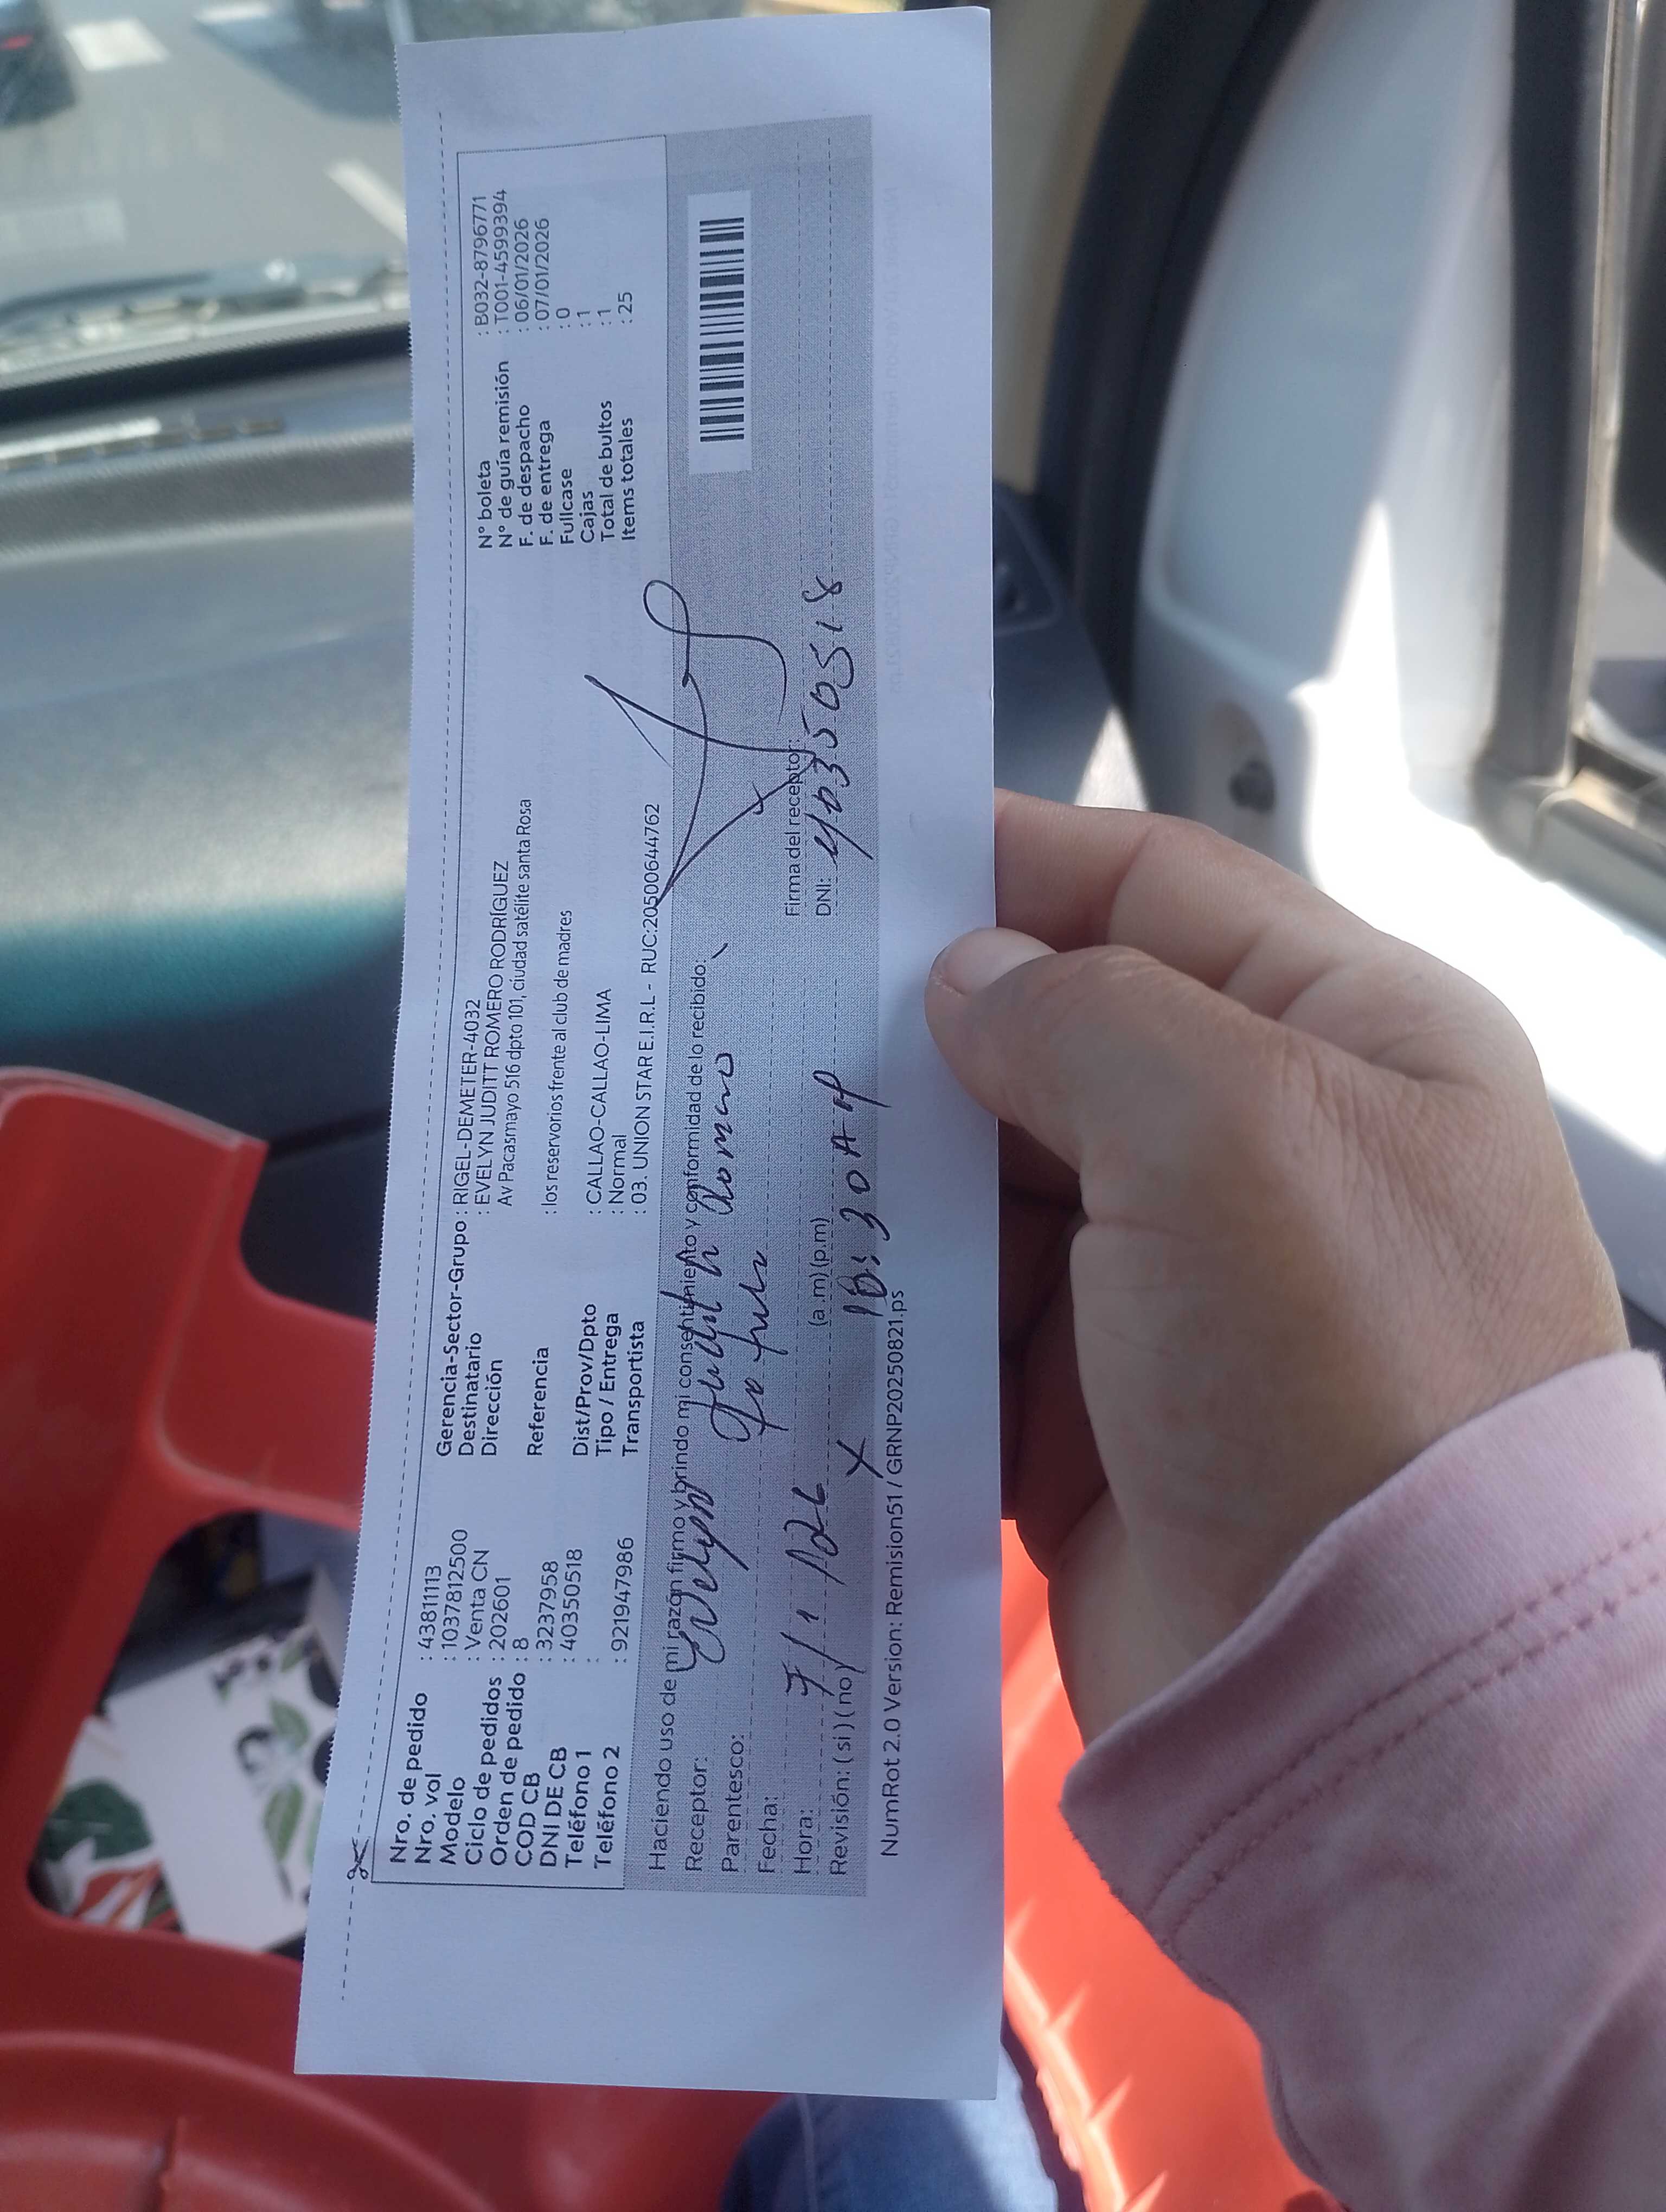 Nro. de pedido : 43811113
Nro. vol : 1037812500
Modelo : Venta CN
Ciclo de pedidos : 202601
Orden de pedido : 8
COD CB : 3237958
DNI DE CB : 40350518
Teléfono 1 :
Teléfono 2 : 921947986
Gerencia-Sector-Grupo : RIGEL-DEMETER-4032
Destinatario : EVELYN JUDITT ROMERO RODRÍGUEZ
Dirección Av Pacasmayo 516 dpto 101, ciudad satélite santa Rosa
Referencia : los reservorios frente al club de madres
Dist/Prov/Dpto : CALLAO-CALLAO-LIMA
Tipo / Entrega : Normal
Transportista : 03. UNION STAR E.I.R.L - RUC:20500644762
N° boleta : B032-8796771
N° de guía remisión : T001-4599394
F. de despacho : 06/01/2026
F. de entrega : 07/01/2026
Fullcase : 0
Cajas : 1
Total de bultos : 1
Items totales : 25
Haciendo uso de mi razón firmo y brindo mi consentimiento y conformidad de lo recibido:
Receptor: Evelyn Judith Romero
Parentesco:
Fecha: 7/1
Hora: (a.m) (p.m)
Revisión: ( si ) ( no ) X
Firma del receptor:
DNI: 40350518
NumRot 2.0 Version: Remision51 / GRNP20250821.ps